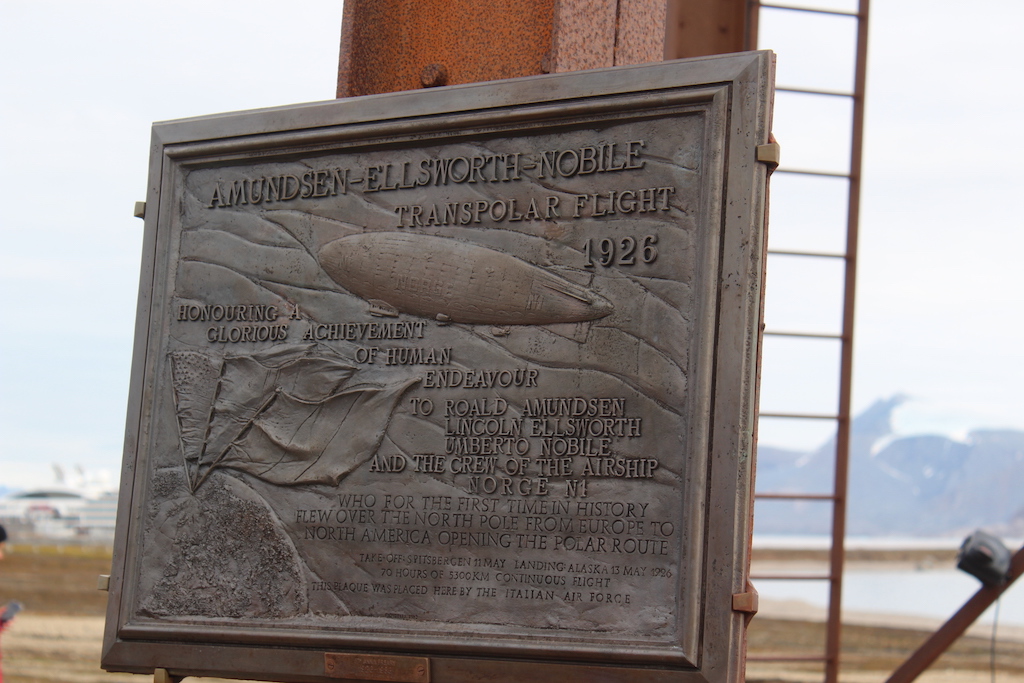 AMUNDSEN-ELLSWORTH-NOBILE
TRANSPOLAR FLIGHT
1926
NORGE
N1
HONOURING A
GLORIOUS ACHIEVEMENT
OF HUMAN
ENDEAVOUR
TO ROALD AMUNDSEN
LINCOLN ELLSWORTH
UMBERTO NOBILE
AND THE CREW OF THE AIRSHIP
NORGE N1
WHO FOR THE FIRST TIME IN HISTORY
FLEW OVER THE NORTH POLE FROM EUROPE TO
NORTH AMERICA OPENING THE POLAR ROUTE
TAKE-OFF-SPITSBERGEN 11 MAY LANDING-ALASKA 13 MAY 1926
70 HOURS OF 5300KM CONTINUOUS FLIGHT
THIS PLAQUE WAS PLACED HERE BY THE ITALIAN AIR FORCE